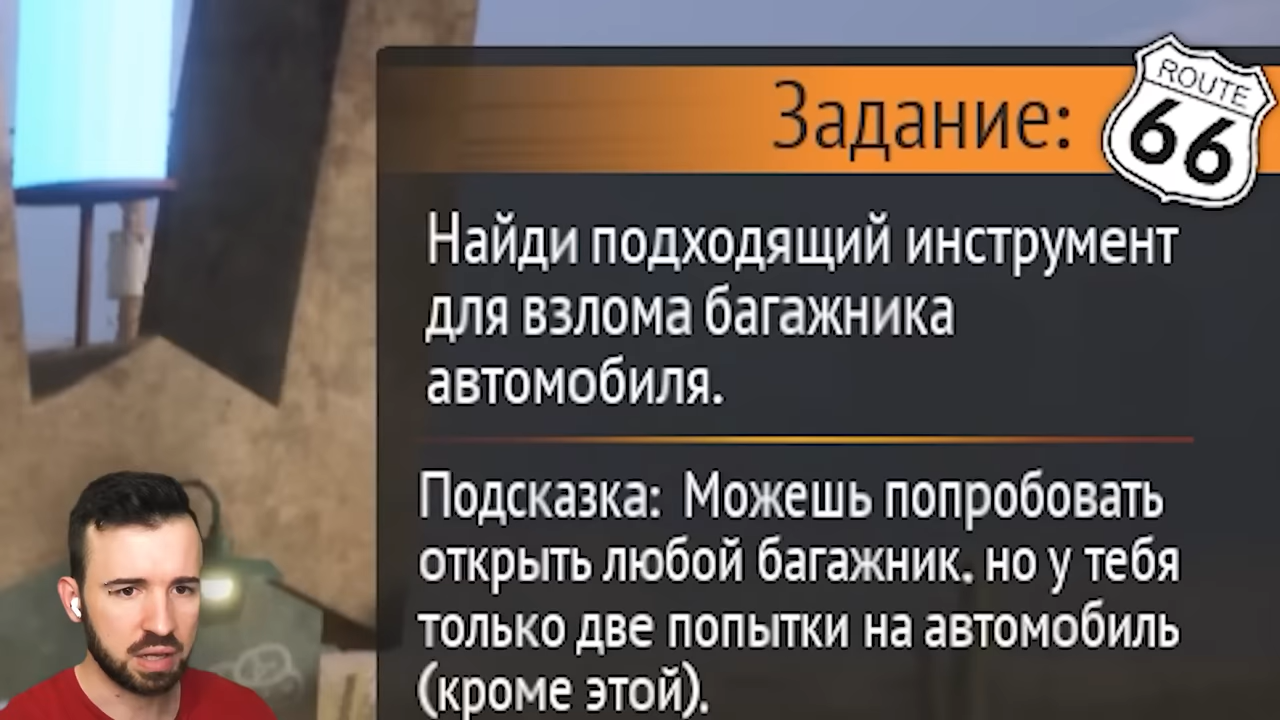 Задание:
ROUTE
66
Найди подходящий инструмент
для взлома багажника
автомобиля.
Подсказка: Можешь попробовать
открыть любой багажник. но у тебя
только две попытки на автомобиль
(кроме этой).